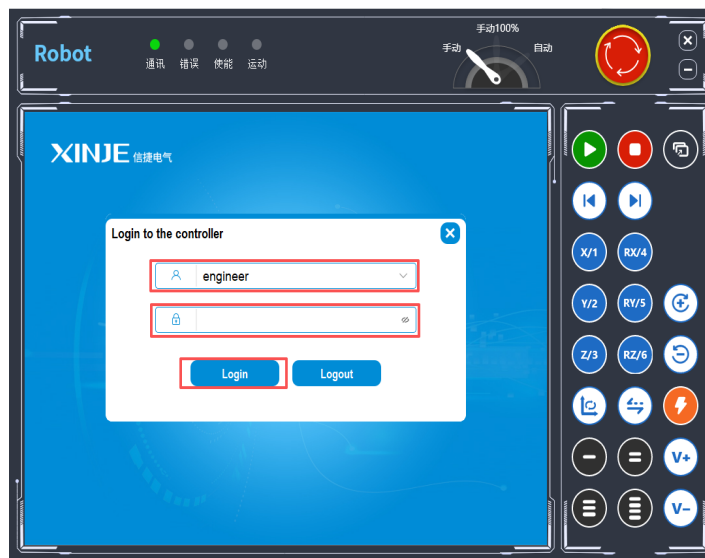 手动100%
Robot
通讯 错误 使能 运动
手动 自动
XINJE 信捷电气
Login to the controller
engineer
Login Logout
X/1 RX/4
Y/2 RY/5
Z/3 RZ/6
V+
V-